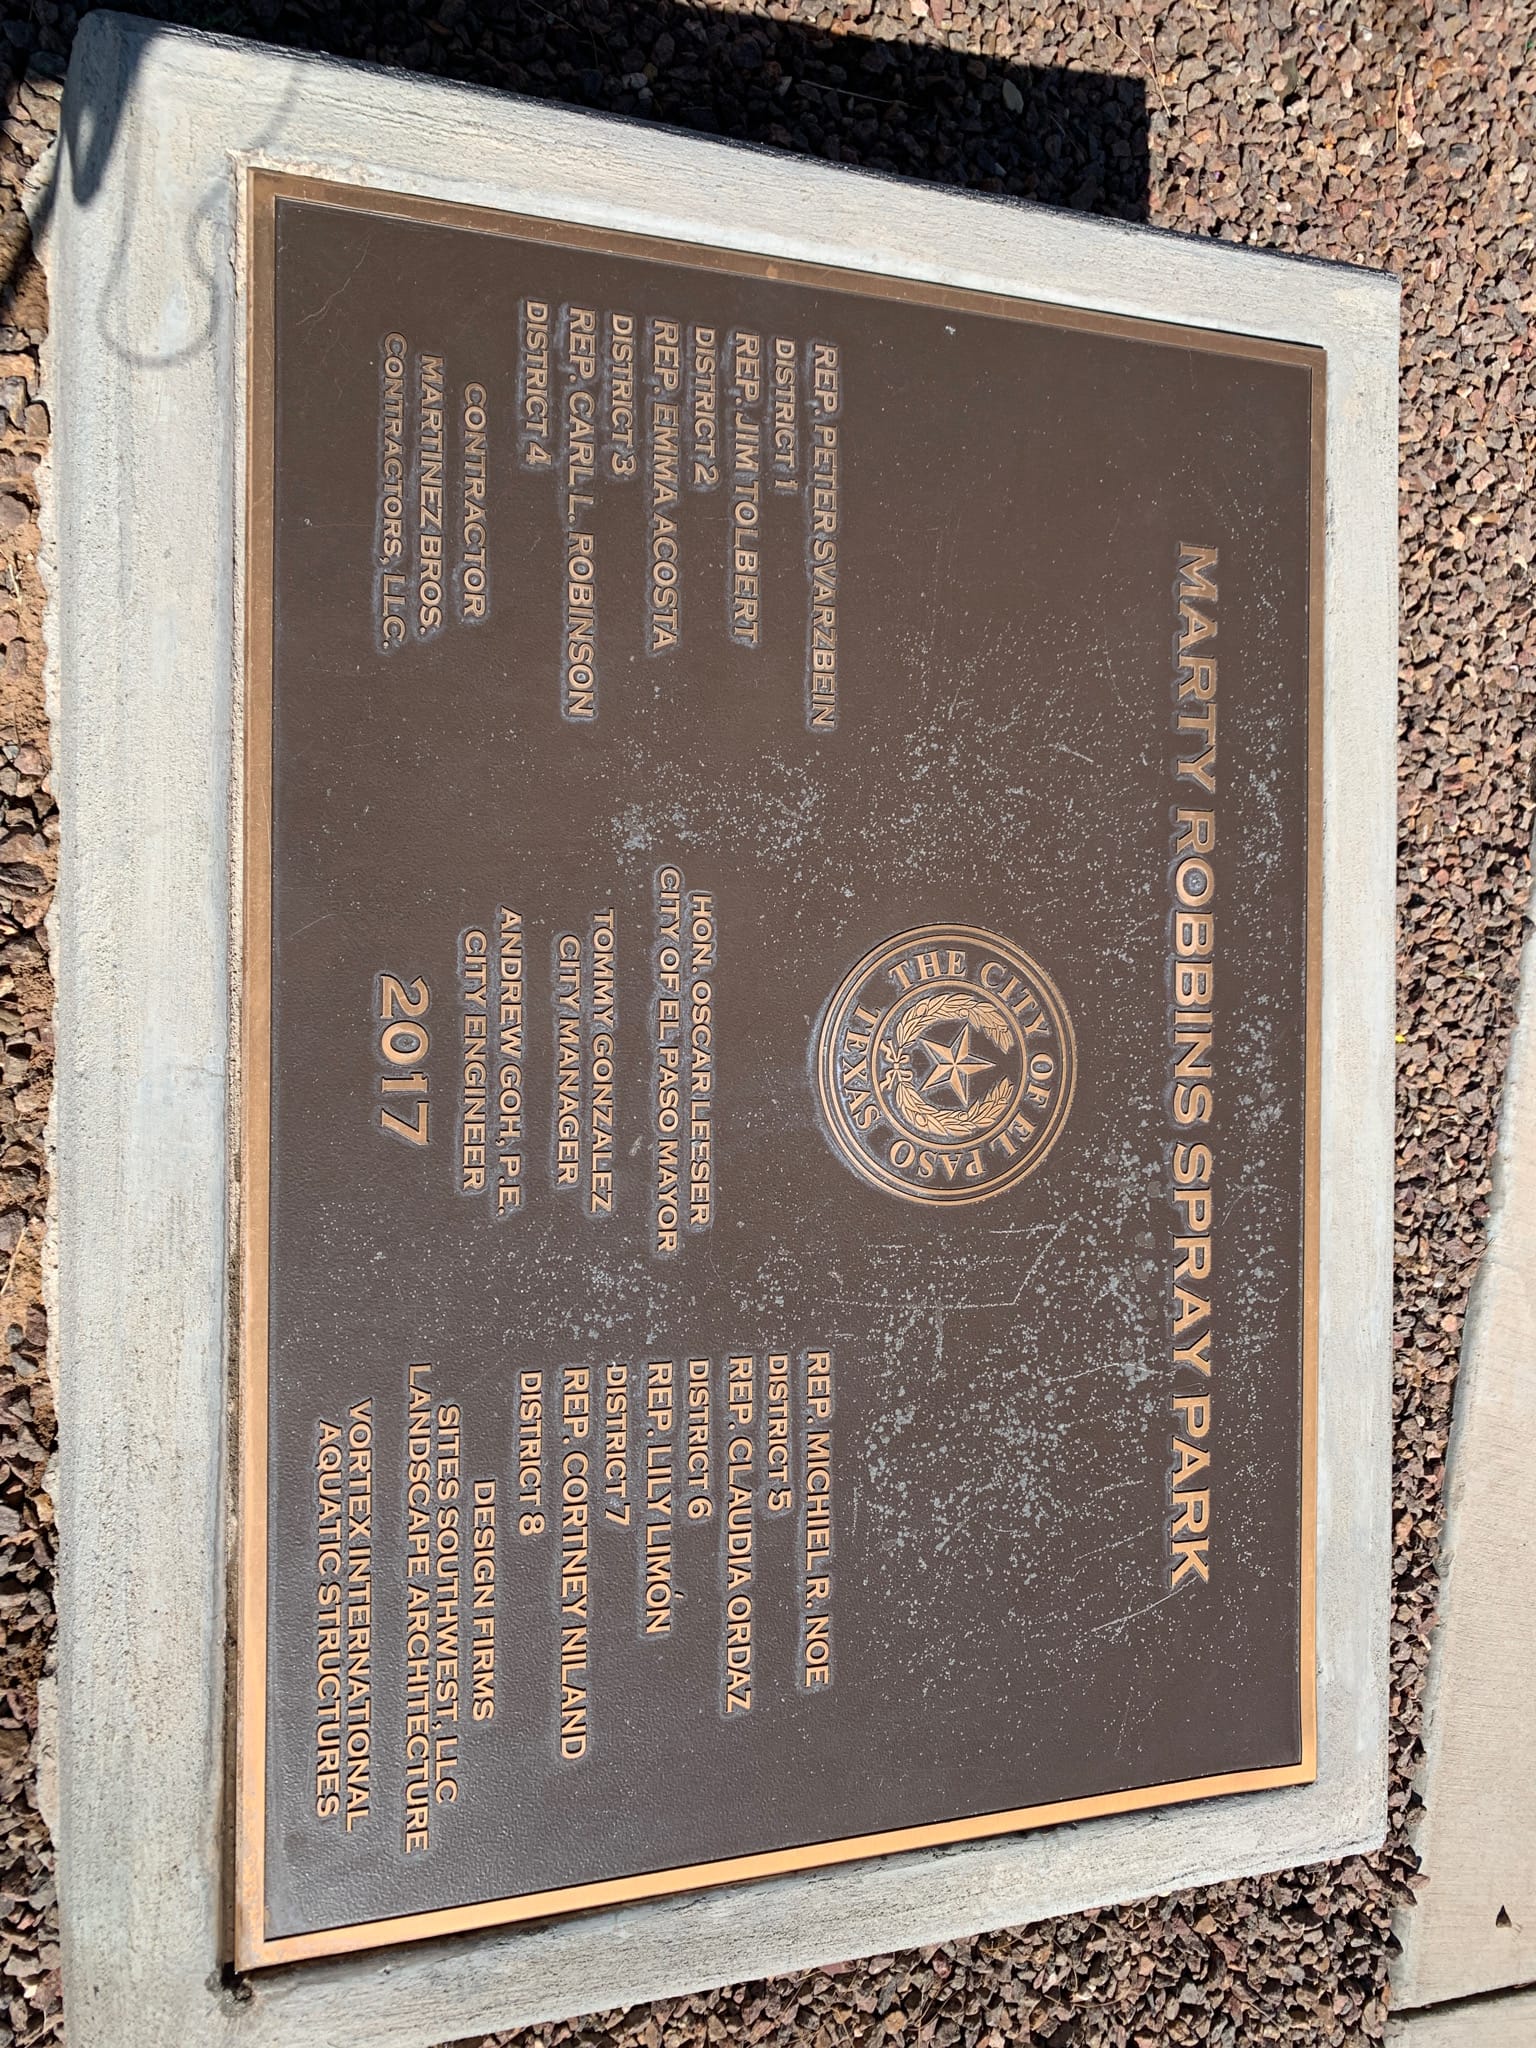 MARTY ROBBINS SPRAY PARK
THE CITY OF EL PASO
TEXAS
REP. PETER SVARZBEIN
DISTRICT 1
REP. JIM TOLBERT
DISTRICT 2
REP. EMMA ACOSTA
DISTRICT 3
REP. CARL L. ROBINSON
DISTRICT 4
CONTRACTOR
MARTINEZ BROS.
CONTRACTORS, LLC.
HON. OSCAR LEESER
CITY OF EL PASO MAYOR
TOMMY GONZALEZ
CITY MANAGER
ANDREW GOH, P.E.
CITY ENGINEER
2017
REP. MICHIEL R. NOE
DISTRICT 5
REP. CLAUDIA ORDAZ
DISTRICT 6
REP. LILY LIMÓN
DISTRICT 7
REP. CORTNEY NILAND
DISTRICT 8
DESIGN FIRMS
SITES SOUTHWEST, LLC
LANDSCAPE ARCHITECTURE
VORTEX INTERNATIONAL
AQUATIC STRUCTURES